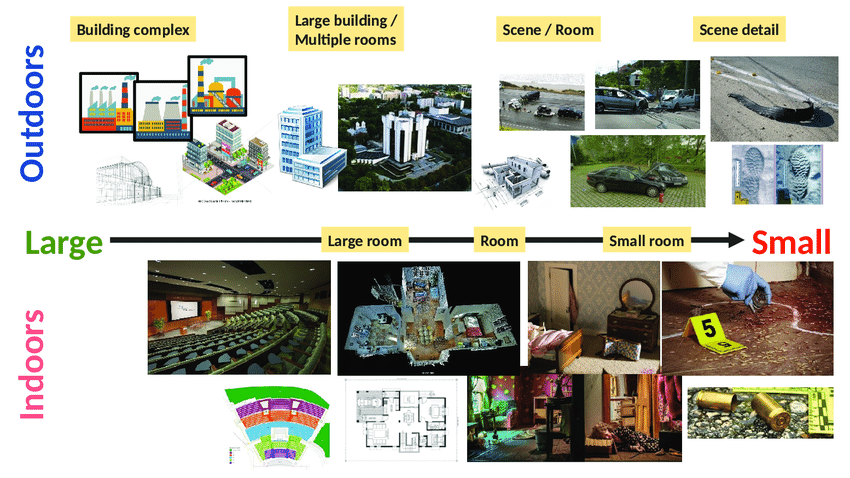 Building complex
Large building /
Multiple rooms
Scene / Room
Scene detail
Outdoors
Large
Large room
Room
Small room
Small
Indoors
5